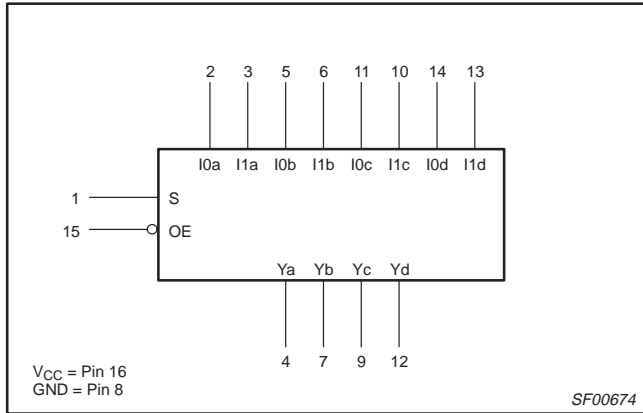 2 3 5 6 11 10 14 13
I0a I1a I0b I1b I0c I1c I0d I1d
1 S
15 OE
Ya Yb Yc Yd
4 7 9 12
VCC = Pin 16
GND = Pin 8
SF00674